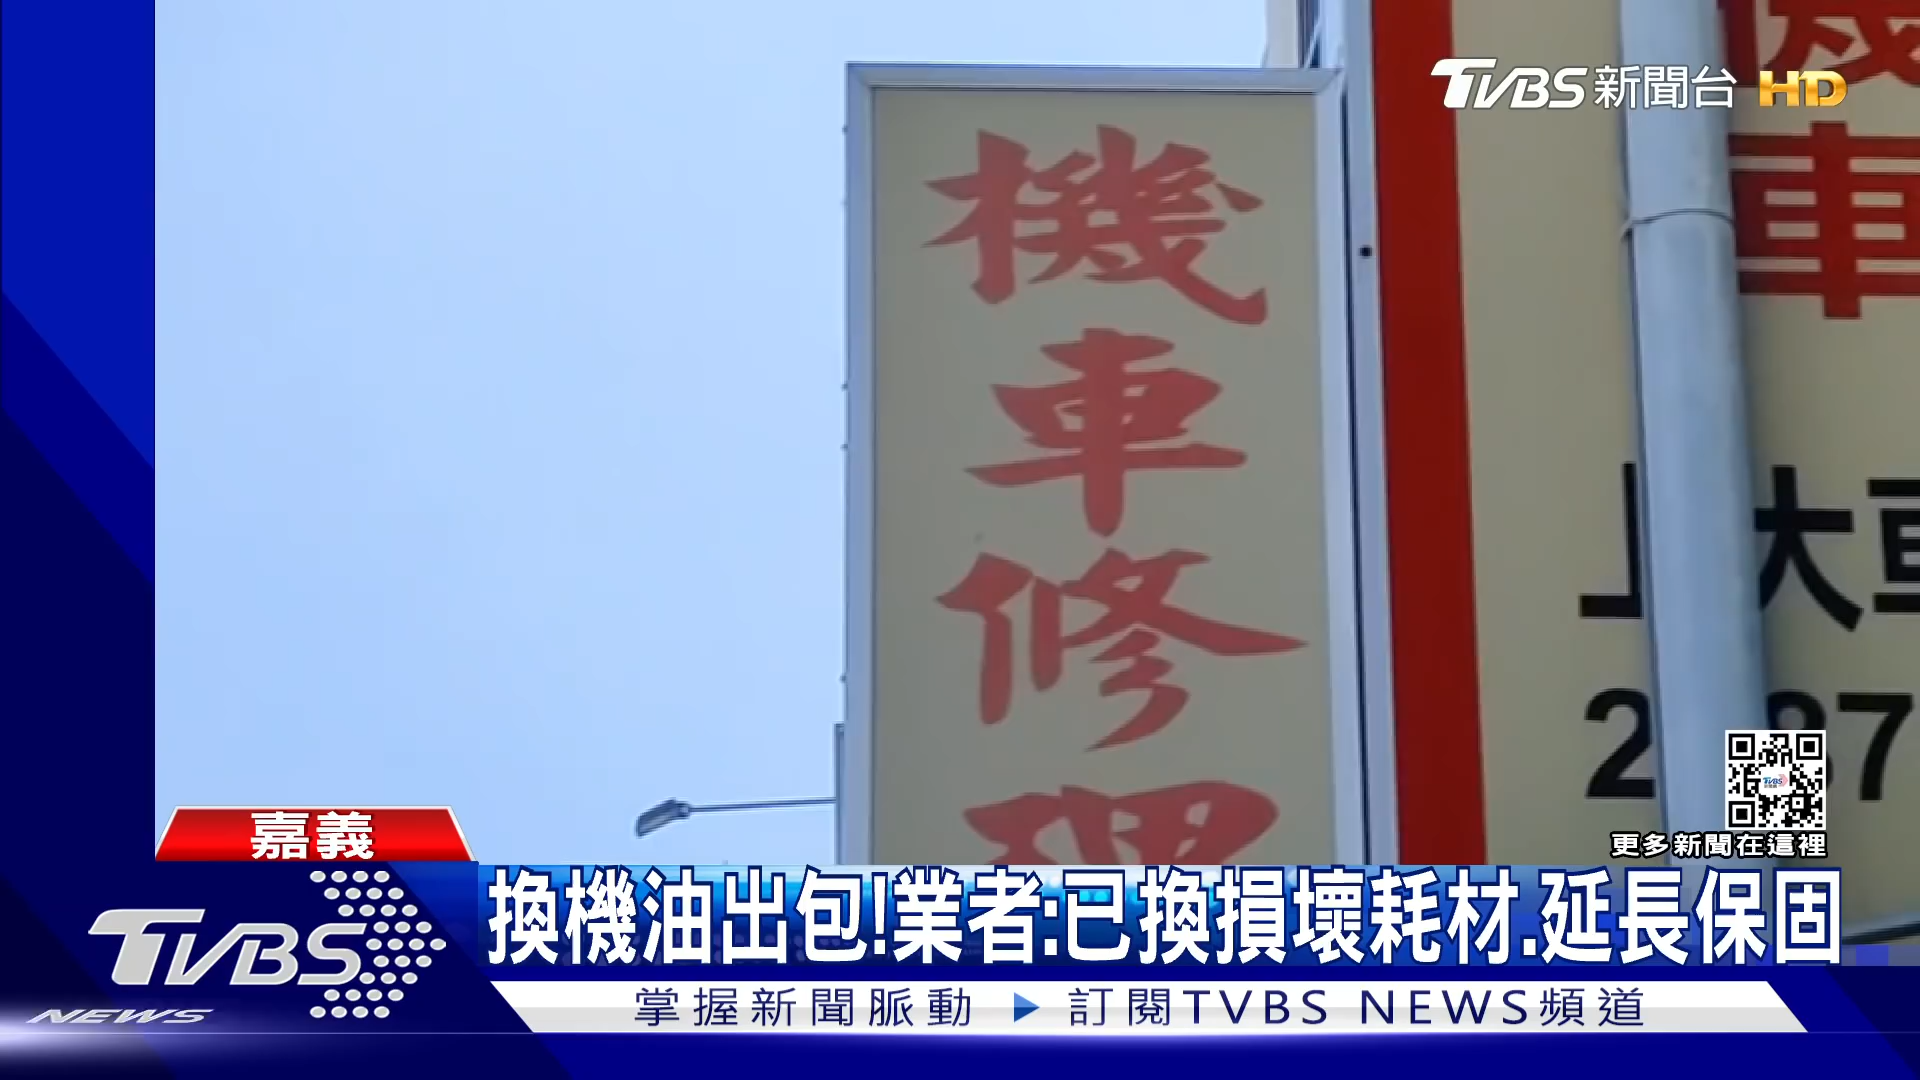 TVBS新聞台 HD
機車修理
車
大車
嘉義
更多新聞在這裡
換機油出包!業者:已換損壞耗材.延長保固
TVBS
NEWS
掌握新聞脈動 ▶ 訂閱TVBS NEWS頻道